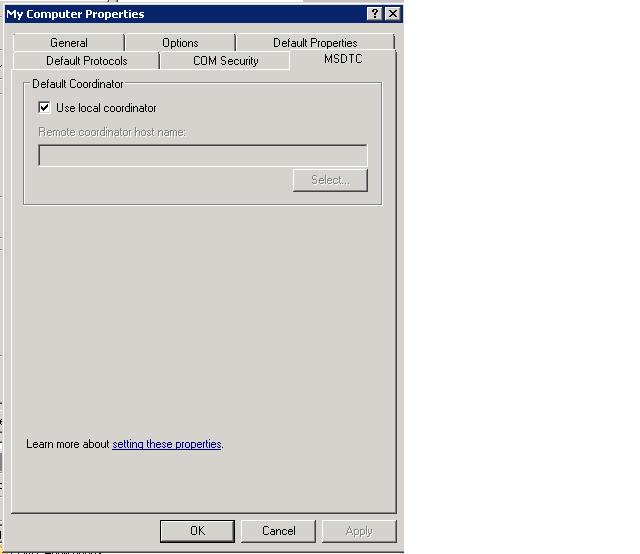 My Computer Properties
General Options Default Properties
Default Protocols COM Security MSDTC
Default Coordinator
Use local coordinator
Remote coordinator host name:
Select...
Learn more about setting these properties.
OK Cancel Apply